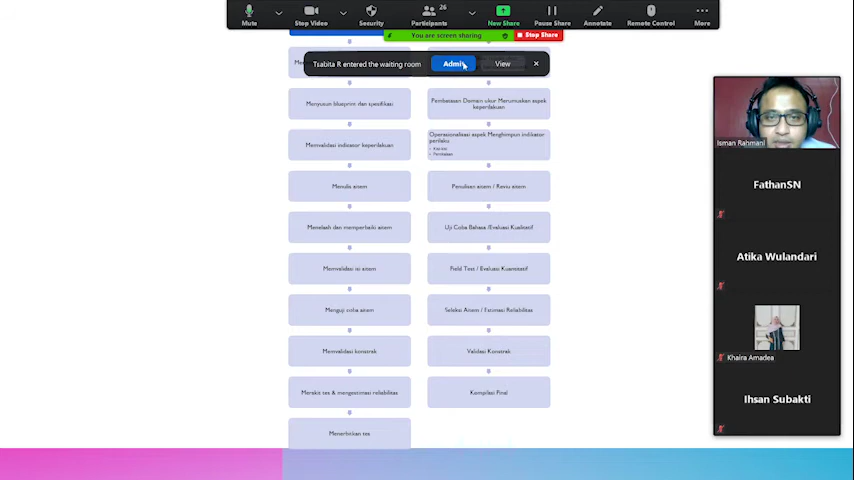 26
Mute
Stop Video
Security
Participants
New Share
Pause Share
Annotate
Remote Control
More
You are screen sharing
Stop Share
Tsabita R entered the waiting room
Admit
View
Menyusun blueprint dan spesifikasi
Memvalidasi indikator keperilakuan
Menulis aitem
Menelaah dan memperbaiki aitem
Memvalidasi isi aitem
Menguji coba aitem
Memvalidasi konstrak
Merakit tes & mengestimasi reliabilitas
Menerbitkan tes
Pembatasan Domain ukur Merumuskan aspek
keperilakuan
Operasionalisasi aspek Menghimpun indikator
perilaku
Penulisan aitem / Reviu aitem
Uji Coba Bahasa /Evaluasi Kualitatif
Field Test / Evaluasi Kuantitatif
Seleksi Aitem / Estimasi Reliabilitas
Validasi Konstrak
Kompilasi Final
Isman Rahmani
FathanSN
Atika Wulandari
Khaira Amadea
Ihsan Subakti